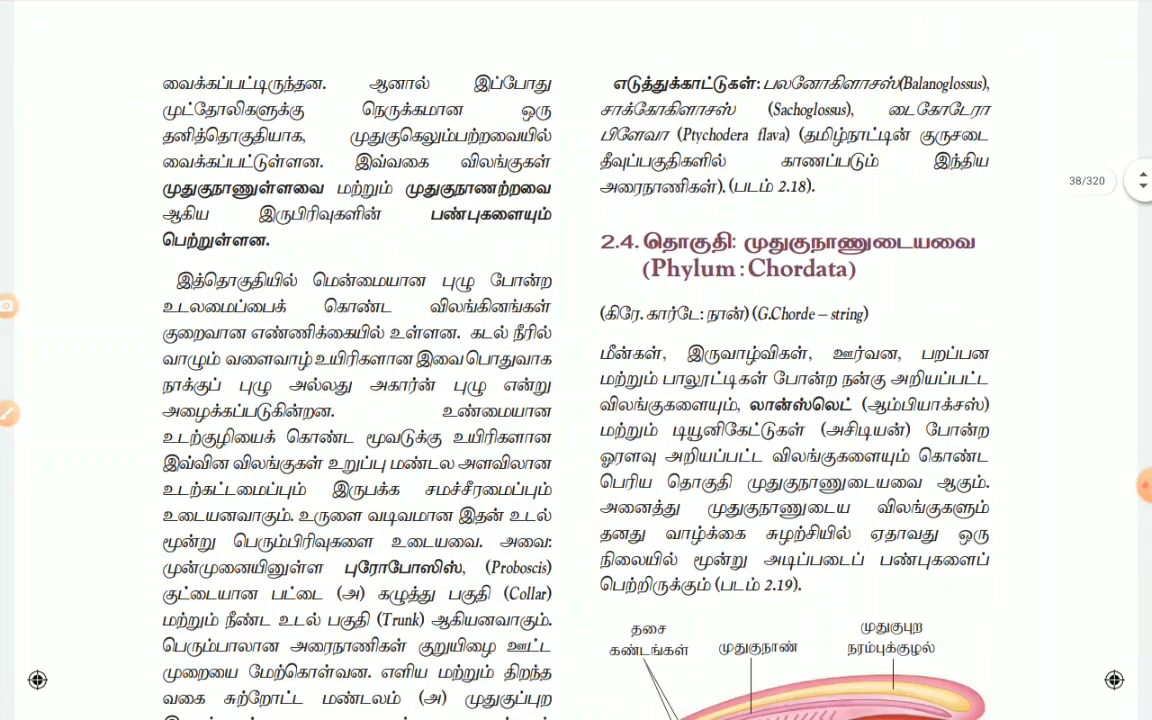 வைக்கப்பட்டிருந்தன. ஆனால் இப்போது
முட்தோலிகளுக்கு நெருக்கமான ஒரு
தனித்தொகுதியாக, முதுகுகெலும்பற்றவையில்
வைக்கப்பட்டுள்ளன. இவ்வகை விலங்குகள்
முதுகுநாணுள்ளவை மற்றும் முதுகுநாணற்றவை
ஆகிய இருபிரிவுகளின் பண்புகளையும்
பெற்றுள்ளன.
இத்தொகுதியில் மென்மையான புழு போன்ற
உடலமைப்பைக் கொண்ட விலங்கினங்கள்
குறைவான எண்ணிக்கையில் உள்ளன. கடல் நீரில்
வாழும் வளைவாழ் உயிரிகளான இவை பொதுவாக
நாக்குப் புழு அல்லது அகார்ன் புழு என்று
அழைக்கப்படுகின்றன. உண்மையான
உடற்குழியைக் கொண்ட மூவடுக்கு உயிரிகளான
இவ்வின விலங்குகள் உறுப்பு மண்டல அளவிலான
உடற்கட்டமைப்பும் இருபக்க சமச்சீரமைப்பும்
உடையனவாகும். உருளை வடிவமான இதன் உடல்
மூன்று பெரும்பிரிவுகளை உடையவை. அவை:
முன்முனையினுள்ள புரோபோஸிஸ், (Proboscis)
குட்டையான பட்டை (அ) கழுத்து பகுதி (Collar)
மற்றும் நீண்ட உடல் பகுதி (Trunk) ஆகியனவாகும்.
பெரும்பாலான அரைநாணிகள் குறுயிழை ஊட்ட
முறையை மேற்கொள்வன. எளிய மற்றும் திறந்த
வகை சுற்றோட்ட மண்டலம் (அ) முதுகுப்புற
எடுத்துக்காட்டுகள்: பலனோகிளாசஸ்(Balanoglossus),
சாக்கோகிளாசஸ் (Sachoglossus), டைகோடேரா
பிளேவா (Ptychodera flava) (தமிழ்நாட்டின் குருசடை
தீவுப்பகுதிகளில் காணப்படும் இந்திய
அரைநாணிகள்). (படம் 2.18).
2.4. தொகுதி: முதுகுநாணுடையவை
(Phylum : Chordata)
(கிரே. கார்டே: நாண்) (G.Chorde – string)
மீன்கள், இருவாழ்விகள், ஊர்வன, பறப்பன
மற்றும் பாலூட்டிகள் போன்ற நன்கு அறியப்பட்ட
விலங்குகளையும், லான்ஸ்லெட் (ஆம்பியாக்சஸ்)
மற்றும் டியூனிகேட்டுகள் (அசிடியன்) போன்ற
ஓரளவு அறியப்பட்ட விலங்குகளையும் கொண்ட
பெரிய தொகுதி முதுகுநாணுடையவை ஆகும்.
அனைத்து முதுகுநாணுடைய விலங்குகளும்
தனது வாழ்க்கை சுழற்சியில் ஏதாவது ஒரு
நிலையில் மூன்று அடிப்படைப் பண்புகளைப்
பெற்றிருக்கும் (படம் 2.19).
தசை
கண்டங்கள்
முதுகுநாண்
முதுகுபுற
நரம்புக்குழல்
38/320